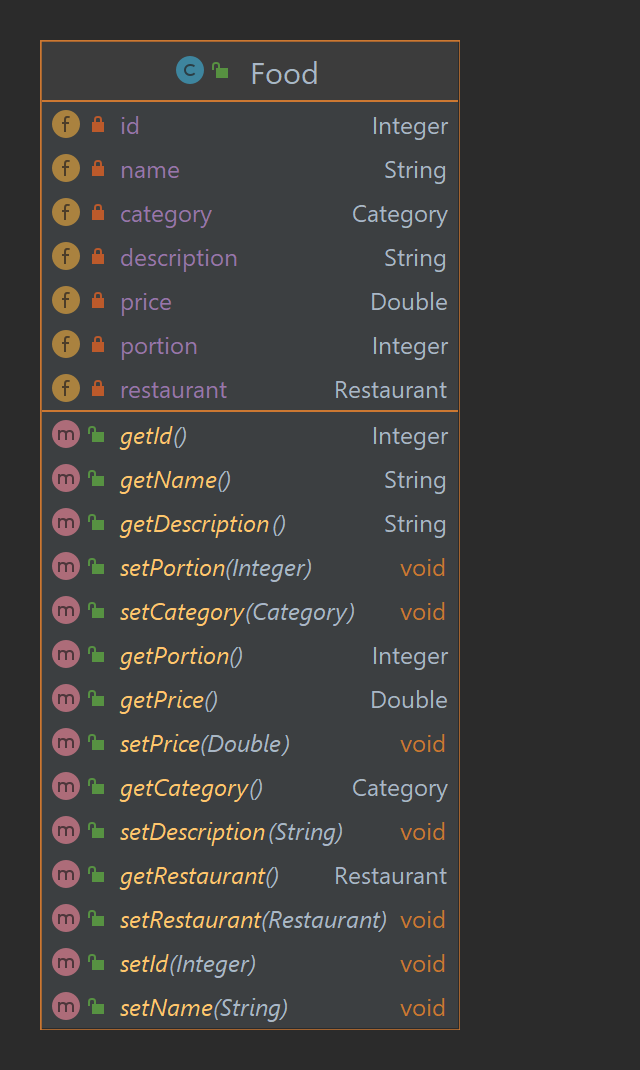 C Food
f id Integer
f name String
f category Category
f description String
f price Double
f portion Integer
f restaurant Restaurant
m getId() Integer
m getName() String
m getDescription() String
m setPortion(Integer) void
m setCategory(Category) void
m getPortion() Integer
m getPrice() Double
m setPrice(Double) void
m getCategory() Category
m setDescription(String) void
m getRestaurant() Restaurant
m setRestaurant(Restaurant) void
m setId(Integer) void
m setName(String) void